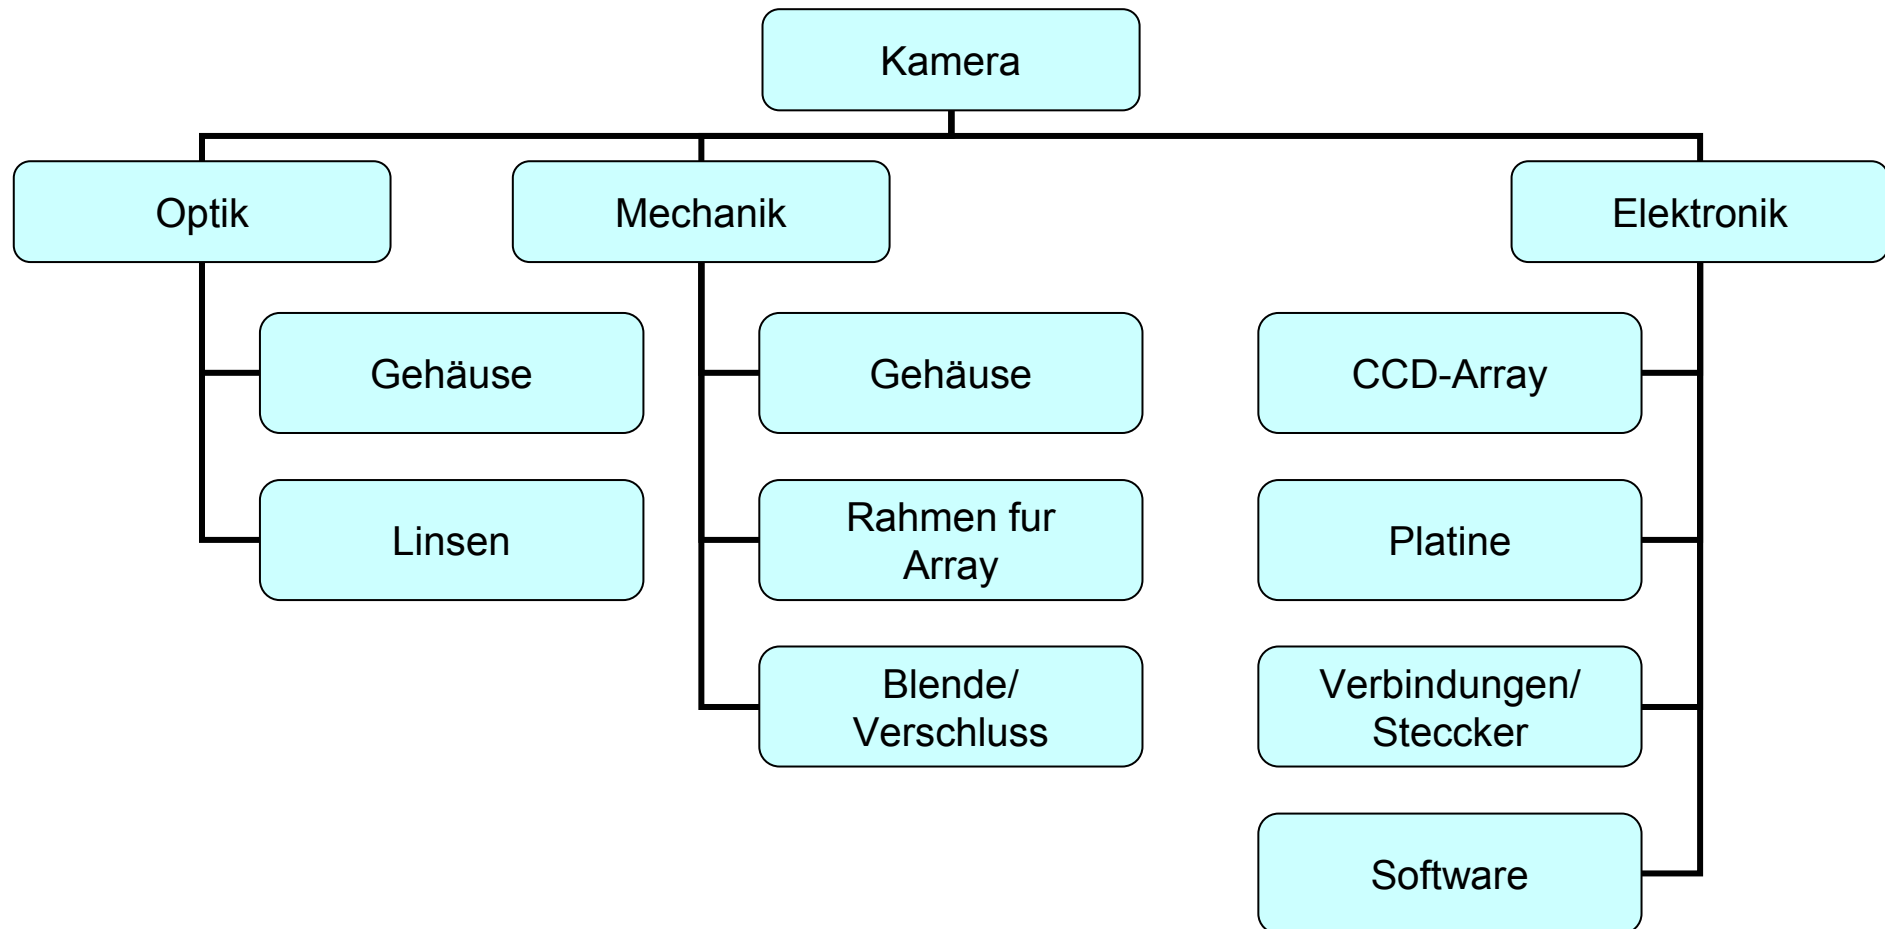 Kamera
Optik
Mechanik
Elektronik
Gehäuse
Gehäuse
CCD-Array
Linsen
Rahmen fur
Array
Platine
Blende/
Verschluss
Verbindungen/
Steccker
Software